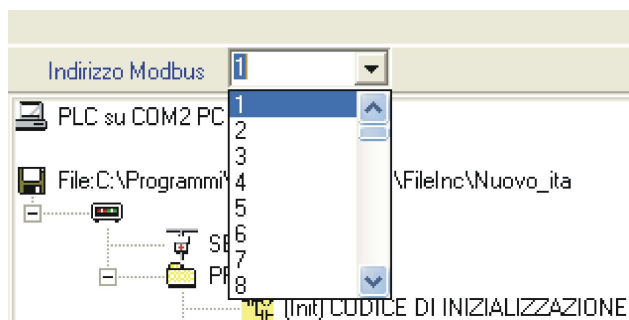 Indirizzo Modbus 1
1
PLC su COM2 PC
2
3
File:C:\Programmi\ 4 \FileInc\Nuovo_ita
5
6
7
8
(Init) CODICE DI INIZIALIZZAZIONE